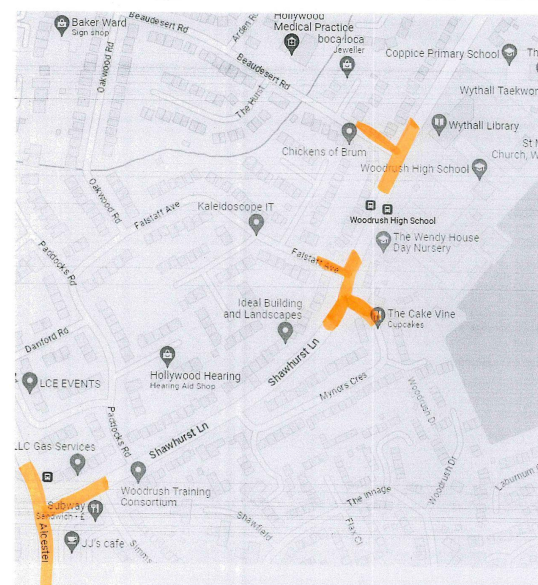 Baker Ward
Sign shop
Beaudesert Rd
Arden Rd
Hollywood
Medical Practice
boca-loca
Jeweller
Coppice Primary School
Oakwood Rd
Beaudesert Rd
The Hurst
Wythall Taekwon
Wythall Library
Chickens of Brum
Church, W
Woodrush High School
Oakwood Rd
Falstaff Ave
Kaleidoscope IT
Woodrush High School
The Wendy House
Day Nursery
Paddocks Rd
Falstaff Ave
Ideal Building
and Landscapes
The Cake Vine
Cupcakes
Danford Rd
Shawhurst Ln
Hollywood Hearing
Hearing Aid Shop
Mynors Cres
LCE EVENTS
Paddocks Rd
Shawhurst Ln
LLC Gas Services
Woodrush Dr
Woodrush Dr
Laburnum
Woodrush Training
Consortium
The Innage
Subway
Sandwich • E
Alcester
JJ's cafe
Simms
Shawfield
Flax Cl